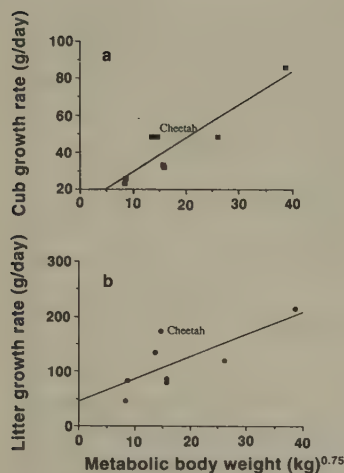 a
Cub growth rate (g/day)
100
80
60
40
20
Cheetah
0
10
20
30
40
b
Litter growth rate (g/day)
300
200
100
0
Cheetah
0
10
20
30
40
Metabolic body weight (kg)0.75